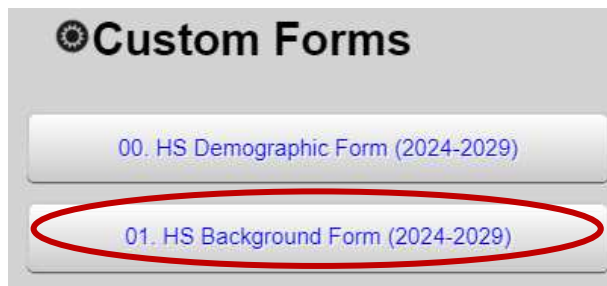 Custom Forms
00. HS Demographic Form (2024-2029)
01. HS Background Form (2024-2029)